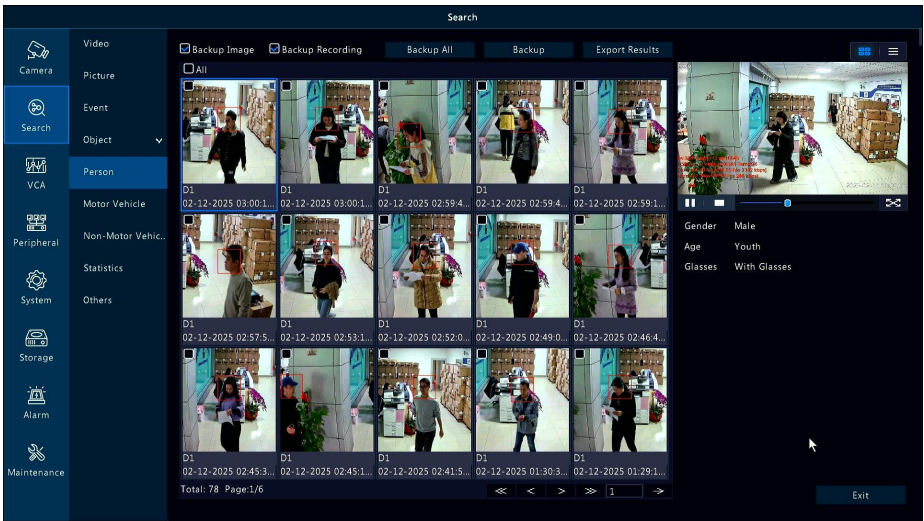 Search
Camera
Search
VCA
Peripheral
System
Storage
Alarm
Maintenance
Video
Picture
Event
Object
Person
Motor Vehicle
Non-Motor Vehic..
Statistics
Others
Backup Image
Backup Recording
Backup All
Backup
Export Results
All
D1 D1 D1 D1 D1
02-12-2025 03:00:1... 02-12-2025 03:00:1... 02-12-2025 02:59:4... 02-12-2025 02:59:4... 02-12-2025 02:59:1...
D1 D1 D1 D1 D1
02-12-2025 02:57:5... 02-12-2025 02:53:1... 02-12-2025 02:52:0... 02-12-2025 02:49:0... 02-12-2025 02:46:4...
D1 D1 D1 D1 D1
02-12-2025 02:45:3... 02-12-2025 02:45:1... 02-12-2025 02:41:5... 02-12-2025 01:30:3... 02-12-2025 01:29:1...
Total: 78 Page:1/6
1
Gender Male
Age Youth
Glasses With Glasses
Exit